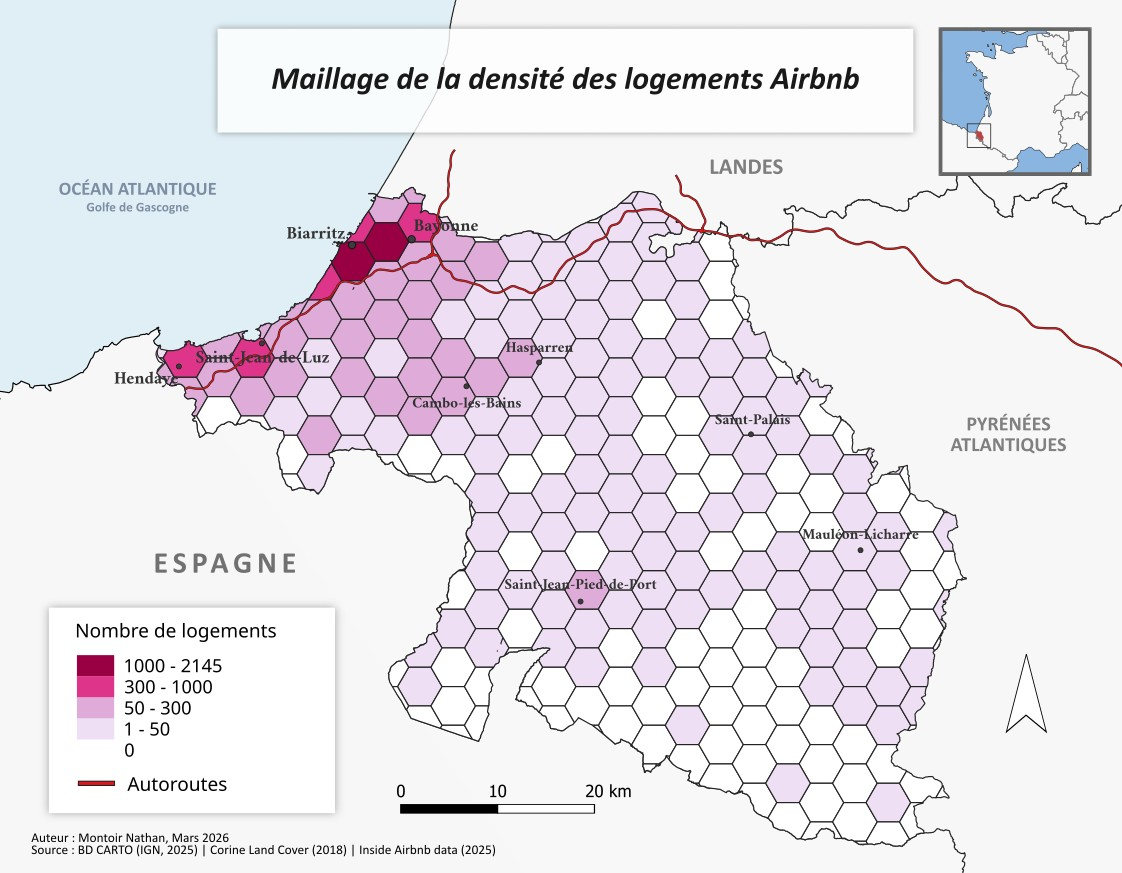 Maillage de la densité des logements Airbnb
LANDES
OCÉAN ATLANTIQUE
Golfe de Gascogne
Biarritz
Bayonne
Hasparren
Saint-Jean-de-Luz
Hendaye
Cambo-les-Bains
Saint-Palais
PYRÉNÉES
ATLANTIQUES
Mauléon-Licharre
ESPAGNE
Saint-Jean-Pied-de-Port
Nombre de logements
1000 - 2145
300 - 1000
50 - 300
1 - 50
0
Autoroutes
0 10 20 km
Auteur : Montoir Nathan, Mars 2026
Source : BD CARTO (IGN, 2025) | Corine Land Cover (2018) | Inside Airbnb data (2025)